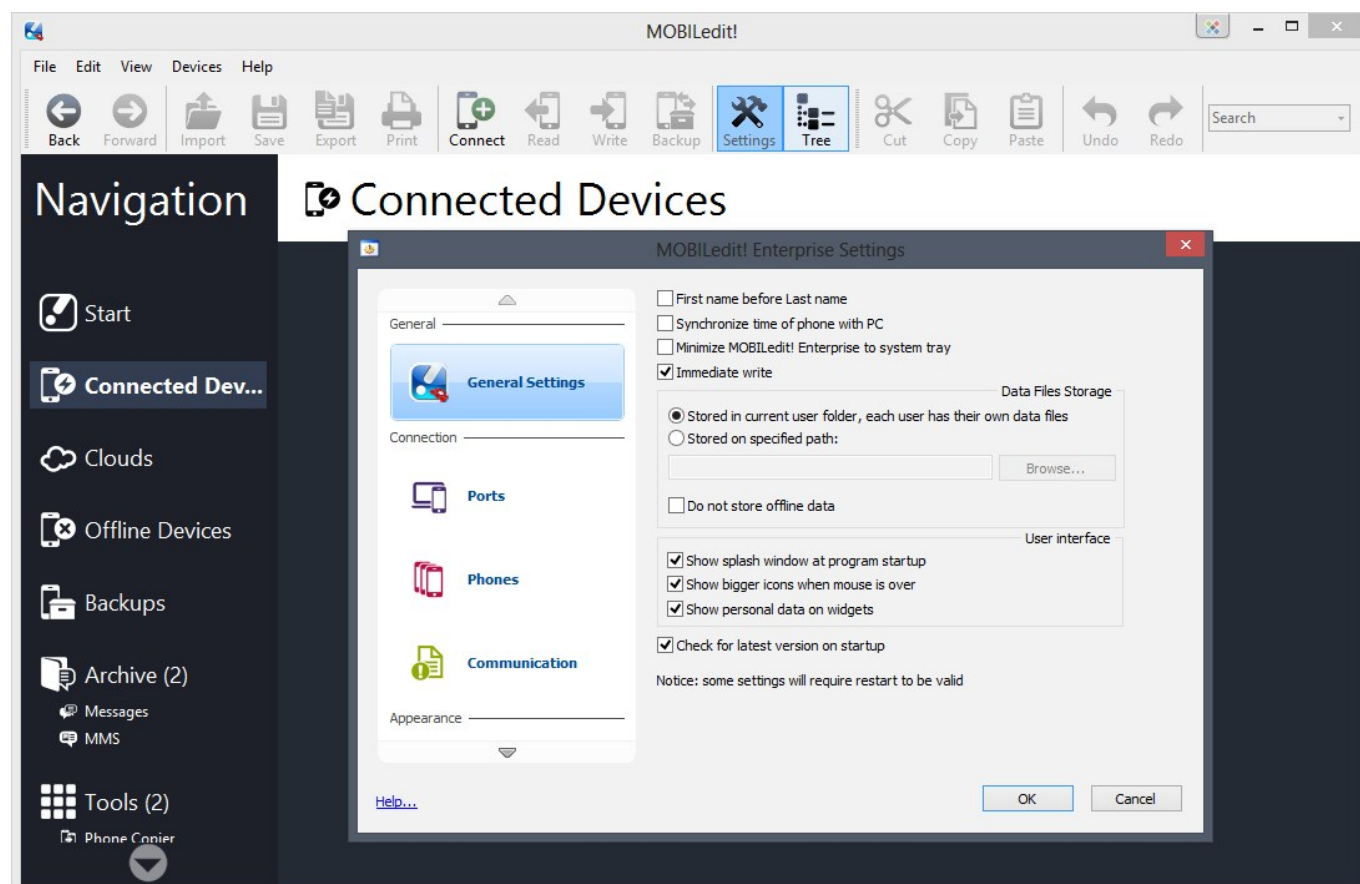 MOBILedit!
File Edit View Devices Help
Back Forward Import Save Export Print Connect Read Write Backup Settings Tree Cut Copy Paste Undo Redo Search
Navigation
Connected Devices
Start
Connected Dev...
Clouds
Offline Devices
Backups
Archive (2)
Messages
MMS
Tools (2)
Phone Copier
MOBILedit! Enterprise Settings
General
General Settings
Connection
Ports
Phones
Communication
Appearance
Help...
First name before Last name
Synchronize time of phone with PC
Minimize MOBILedit! Enterprise to system tray
Immediate write
Data Files Storage
Stored in current user folder, each user has their own data files
Stored on specified path:
Browse...
Do not store offline data
User interface
Show splash window at program startup
Show bigger icons when mouse is over
Show personal data on widgets
Check for latest version on startup
Notice: some settings will require restart to be valid
OK Cancel